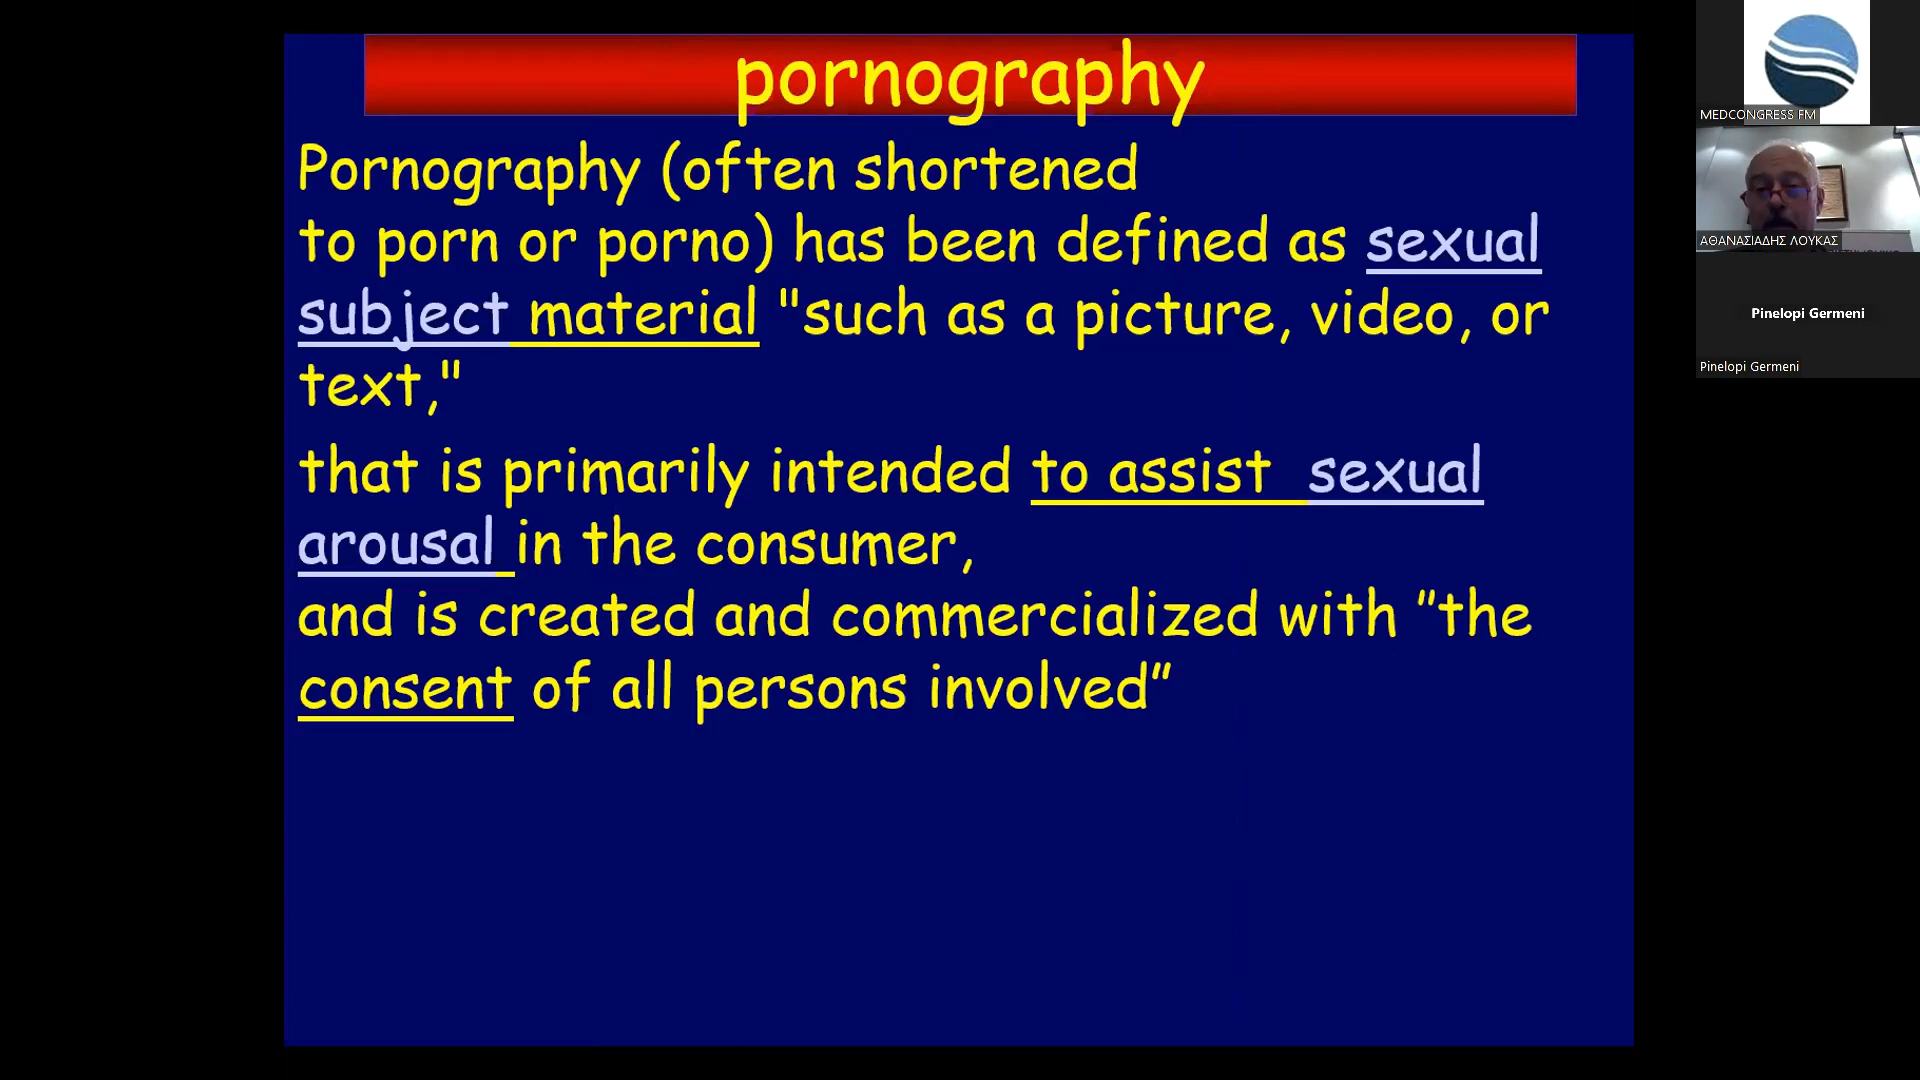 pornography
Pornography (often shortened
to porn or porno) has been defined as sexual
subject material "such as a picture, video, or
text,"
that is primarily intended to assist sexual
arousal in the consumer,
and is created and commercialized with ”the
consent of all persons involved”
MEDCONGRESS FM
ΑΘΑΝΑΣΙΑΔΗΣ ΛΟΥΚΑΣ
Pinelopi Germeni
Pinelopi Germeni